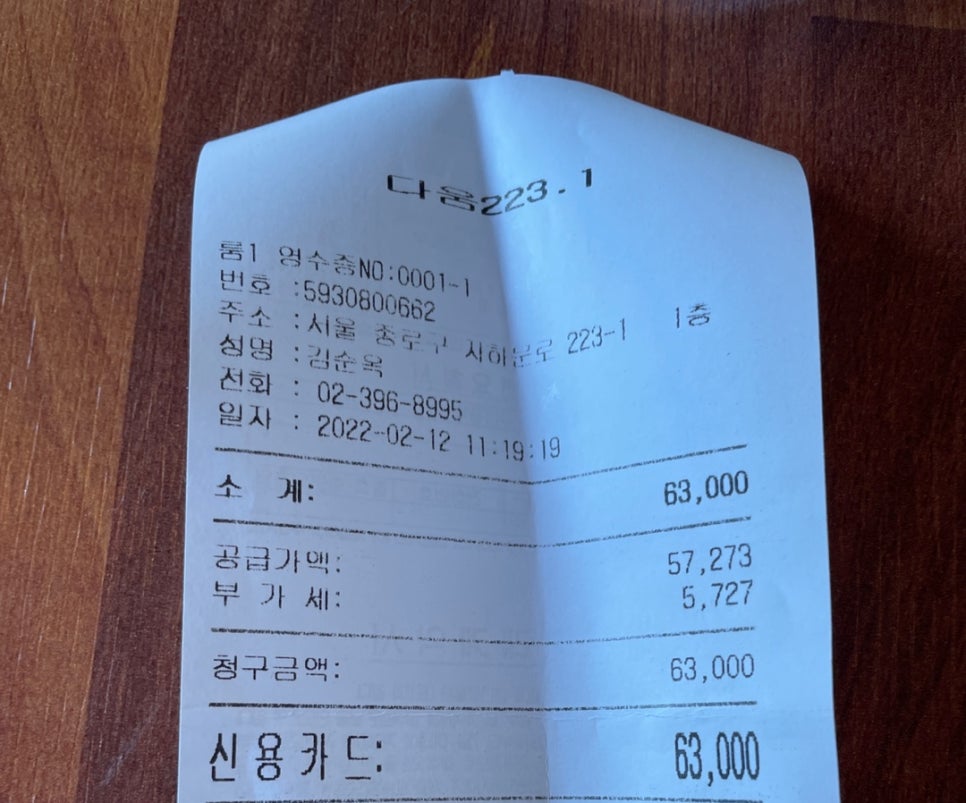 다움223.1
룸1 영수증NO:0001-1
번호 :5930800662
주소 :서울 종로구 자하문로 223-1 1층
성명 :김순옥
전화 : 02-396-8995
일자 : 2022-02-12 11:19:19
소 계: 63,000
공급가액: 57,273
부 가 세: 5,727
청구금액: 63,000
신용카드: 63,000